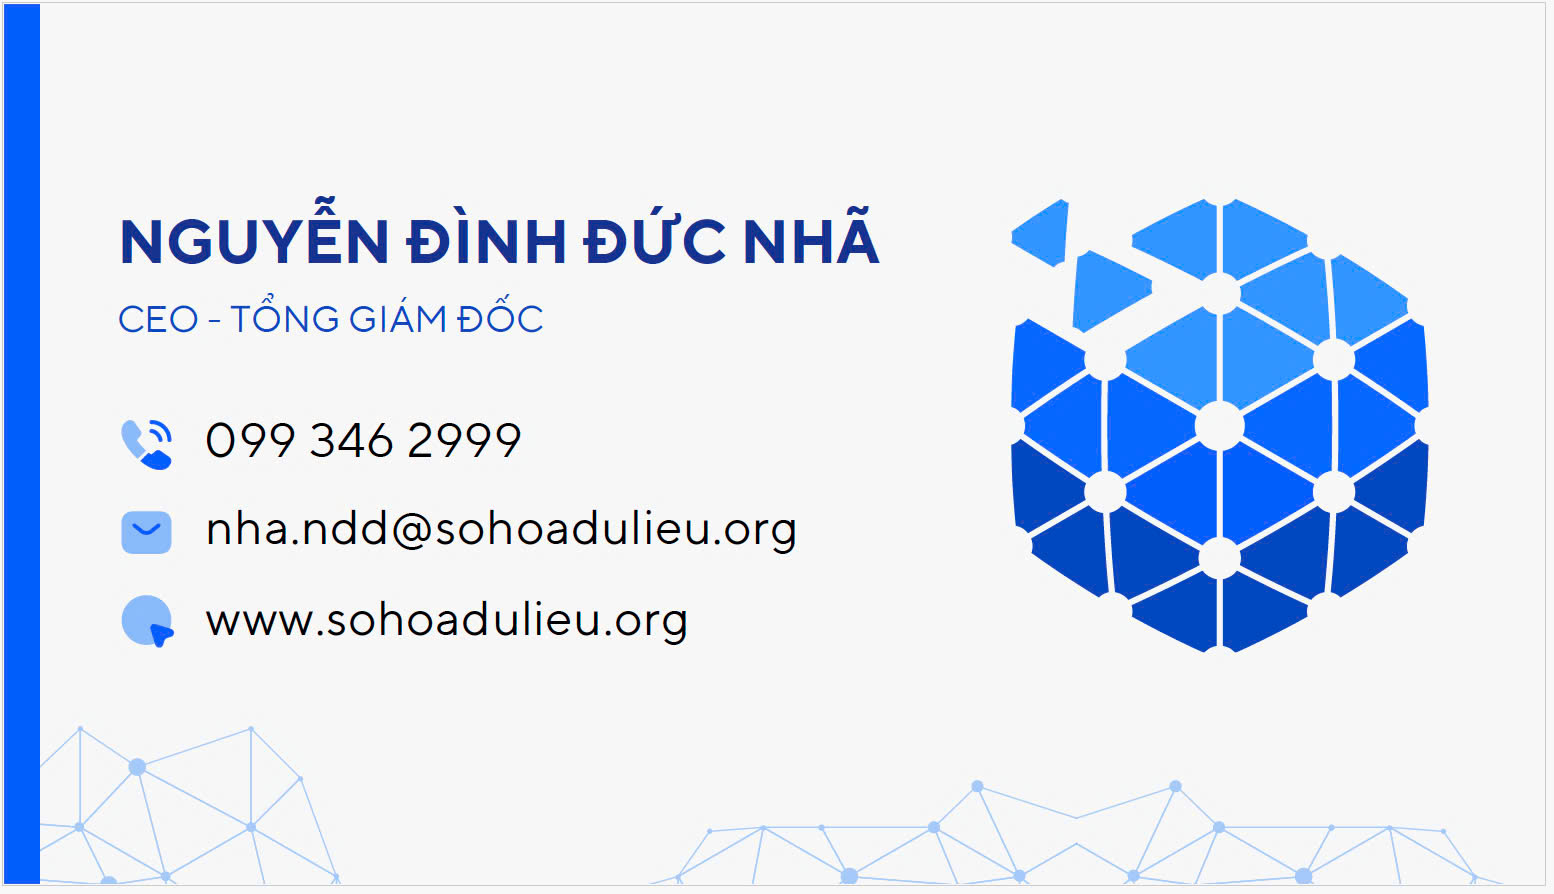 NGUYỄN ĐÌNH ĐỨC NHÃ
CEO - TỔNG GIÁM ĐỐC
099 346 2999
nha.ndd@sohoadulieu.org
www.sohoadulieu.org